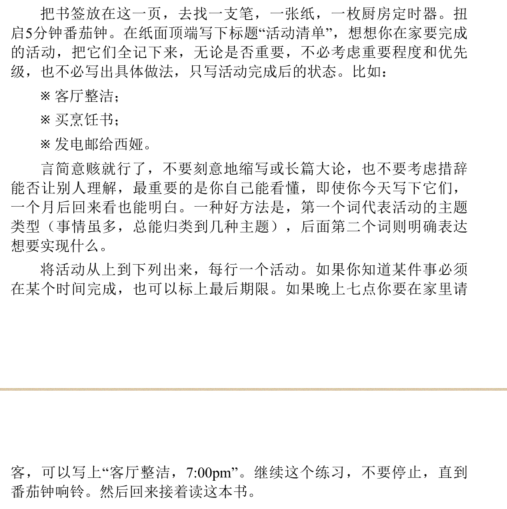 把书签放在这一页，去找一支笔，一张纸，一枚厨房定时器。扭
启5分钟番茄钟。在纸面顶端写下标题“活动清单”，想想你在家要完成
的活动，把它们全记下来，无论是否重要，不必考虑重要程度和优先
级，也不必写出具体做法，只写活动完成后的状态。比如：
※ 客厅整洁；
※ 买烹饪书；
※ 发电邮给西娅。
言简意赅就行了，不要刻意地缩写或长篇大论，也不要考虑措辞
能否让别人理解，最重要的是你自己能看懂，即使你今天写下它们，
一个月后回来看也能明白。一种好方法是，第一个词代表活动的主题
类型（事情虽多，总能归类到几种主题），后面第二个词则明确表达
想要实现什么。
将活动从上到下列出来，每行一个活动。如果你知道某件事必须
在某个时间完成，也可以标上最后期限。如果晚上七点你要在家里请
客，可以写上“客厅整洁，7:00pm”。继续这个练习，不要停止，直到
番茄钟响铃。然后回来接着读这本书。